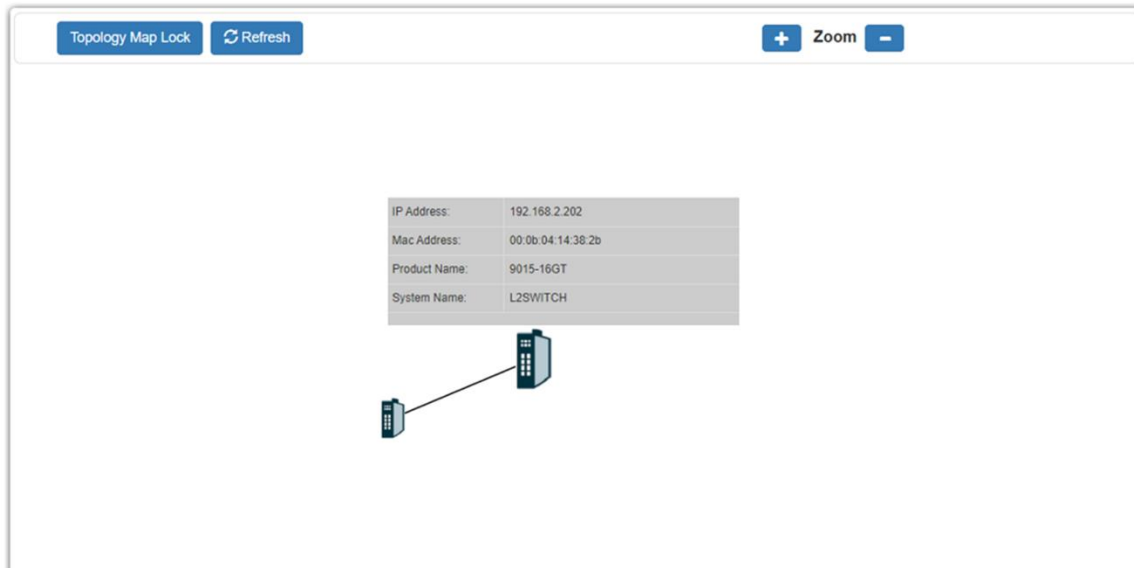 Topology Map Lock Refresh Zoom
IP Address: 192.168.2.202
Mac Address: 00:0b:04:14:38:2b
Product Name: 9015-16GT
System Name: L2SWITCH